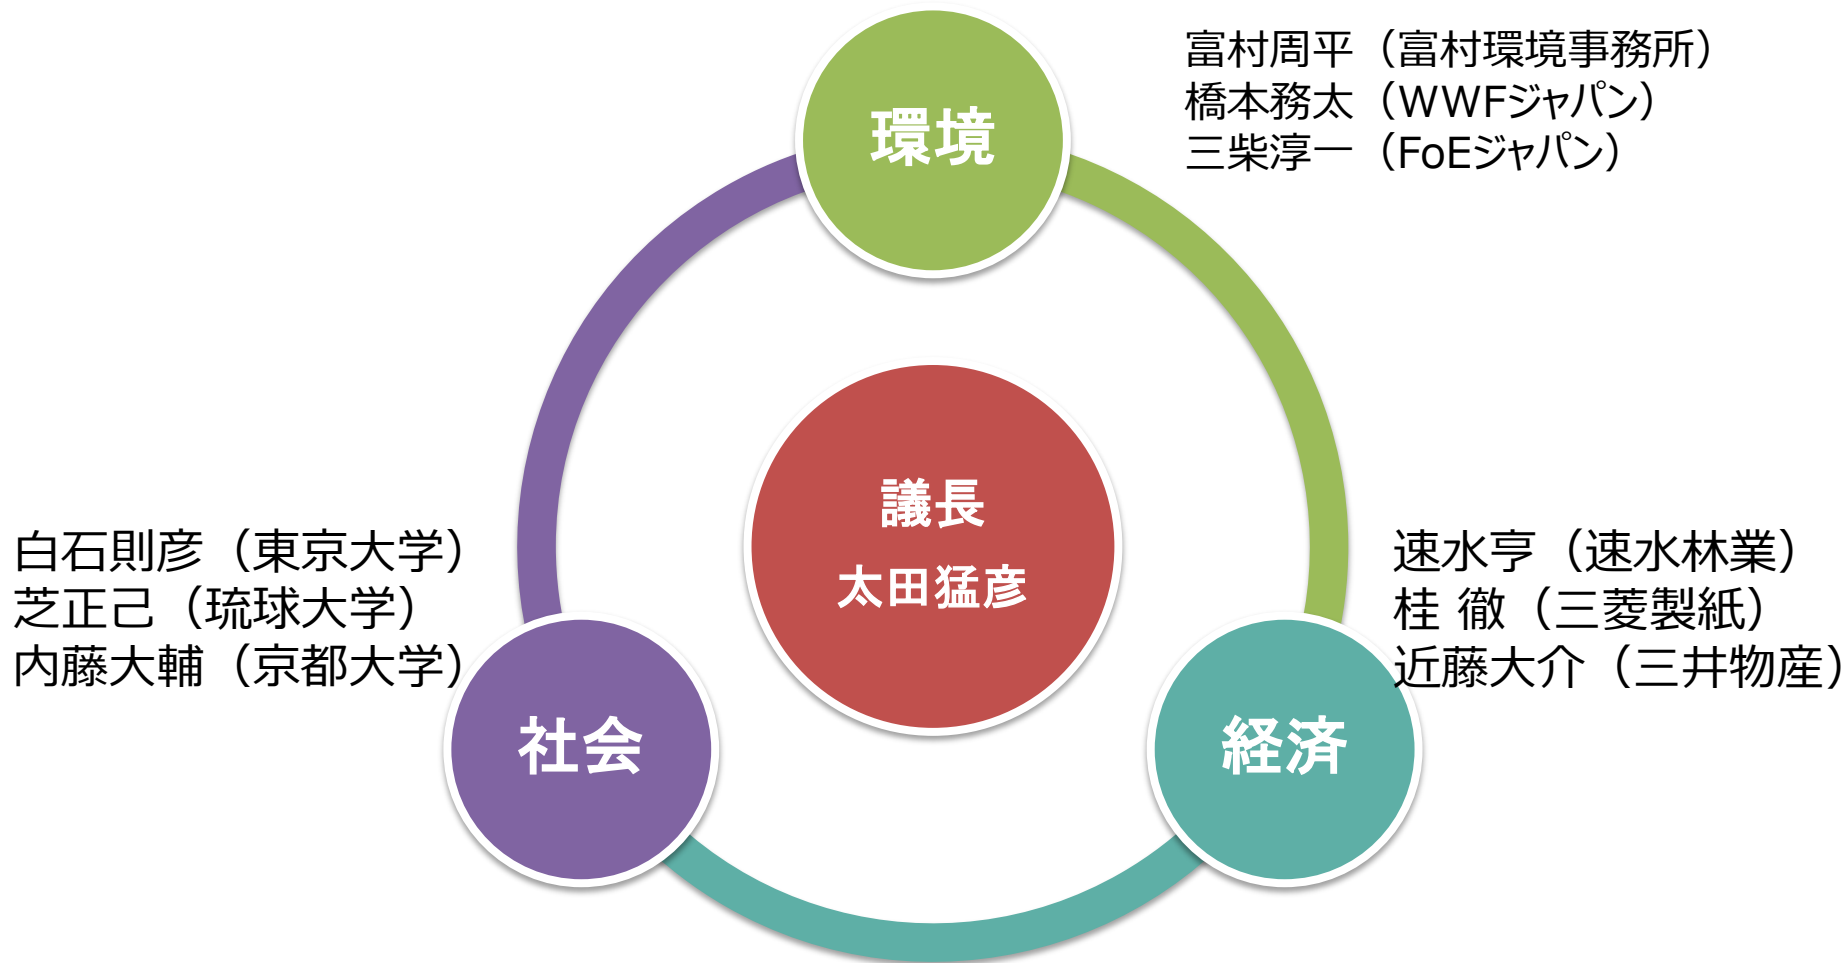 環境
富村周平（富村環境事務所）
橋本務太（WWFジャパン）
三柴淳一（FoEジャパン）
議長
太田猛彦
白石則彦（東京大学）
芝正己（琉球大学）
内藤大輔（京都大学）
社会
速水亨（速水林業）
桂 徹（三菱製紙）
近藤大介（三井物産）
経済